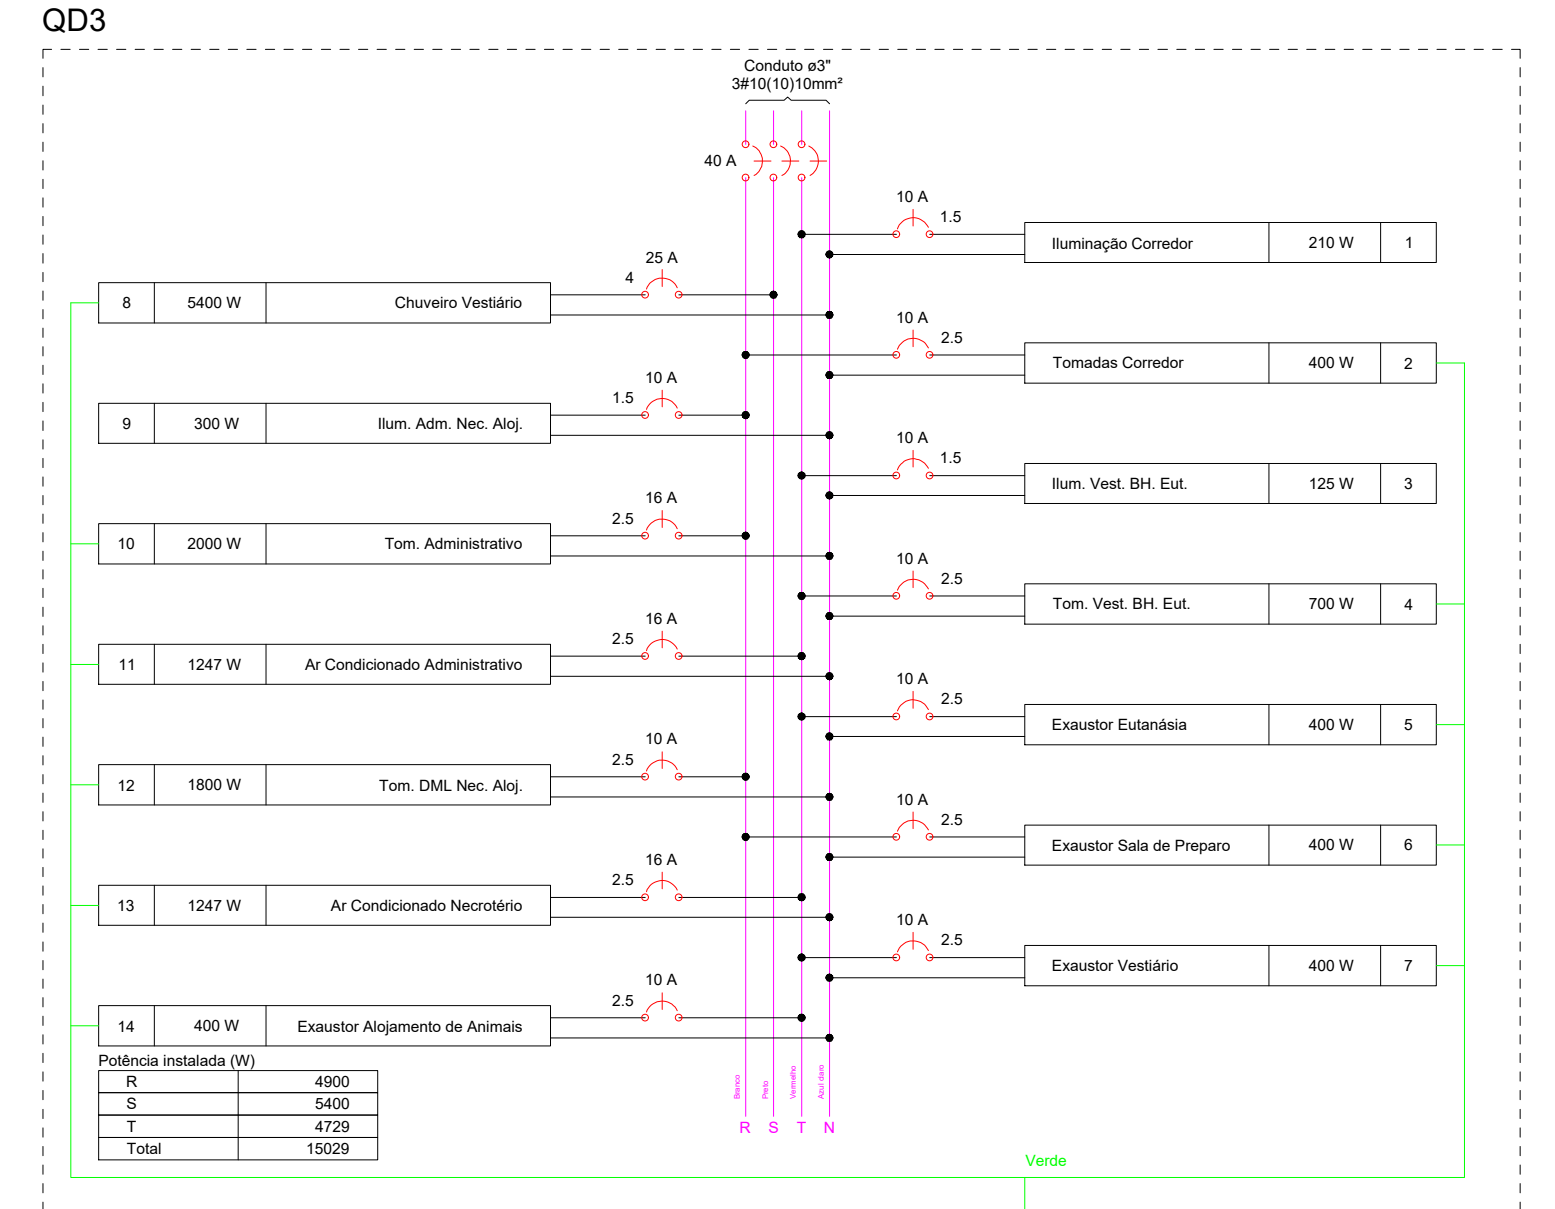 QD3
Conduto ø3"
3#10(10)10mm²
40 A
10 A
1.5
Iluminação Corredor 210 W 1
25 A
4
8 5400 W Chuveiro Vestiário
10 A
2.5
Tomadas Corredor 400 W 2
10 A
1.5
9 300 W Ilum. Adm. Nec. Aloj.
10 A
1.5
Ilum. Vest. BH. Eut. 125 W 3
16 A
2.5
10 2000 W Tom. Administrativo
10 A
2.5
Tom. Vest. BH. Eut. 700 W 4
16 A
2.5
11 1247 W Ar Condicionado Administrativo
10 A
2.5
Exaustor Eutanásia 400 W 5
10 A
2.5
12 1800 W Tom. DML Nec. Aloj.
10 A
2.5
Exaustor Sala de Preparo 400 W 6
16 A
2.5
13 1247 W Ar Condicionado Necrotério
10 A
2.5
Exaustor Vestiário 400 W 7
10 A
2.5
14 400 W Exaustor Alojamento de Animais
Potência instalada (W)
R 4900
S 5400
T 4729
Total 15029
Branco
Preto
Vermelho
Azul claro
R S T N
Verde